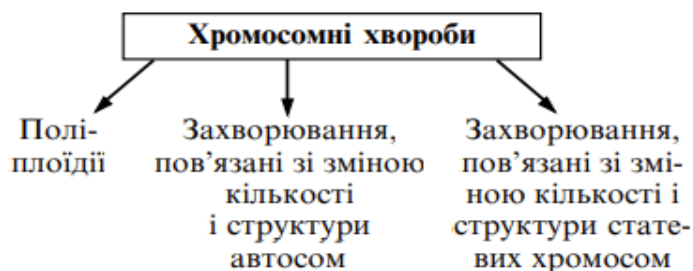 Хромосомні хвороби
Полі-
плоїдії
Захворювання,
пов’язані зі зміною
кількості
і структури
автосом
Захворювання,
пов’язані зі змі-
ною кількості і
структури стате-
вих хромосом